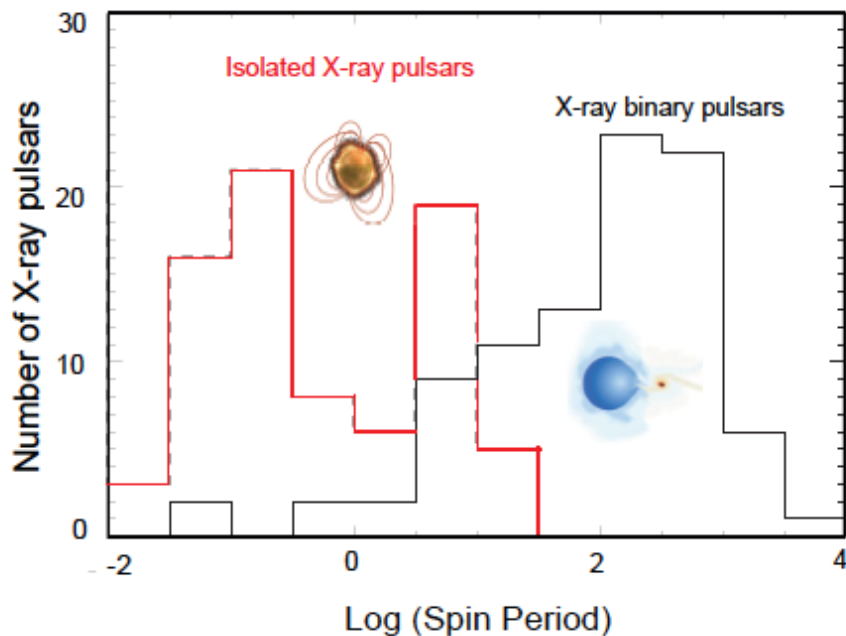 30
Isolated X-ray pulsars
X-ray binary pulsars
20
10
0
-2
0
2
4
Number of X-ray pulsars
Log (Spin Period)